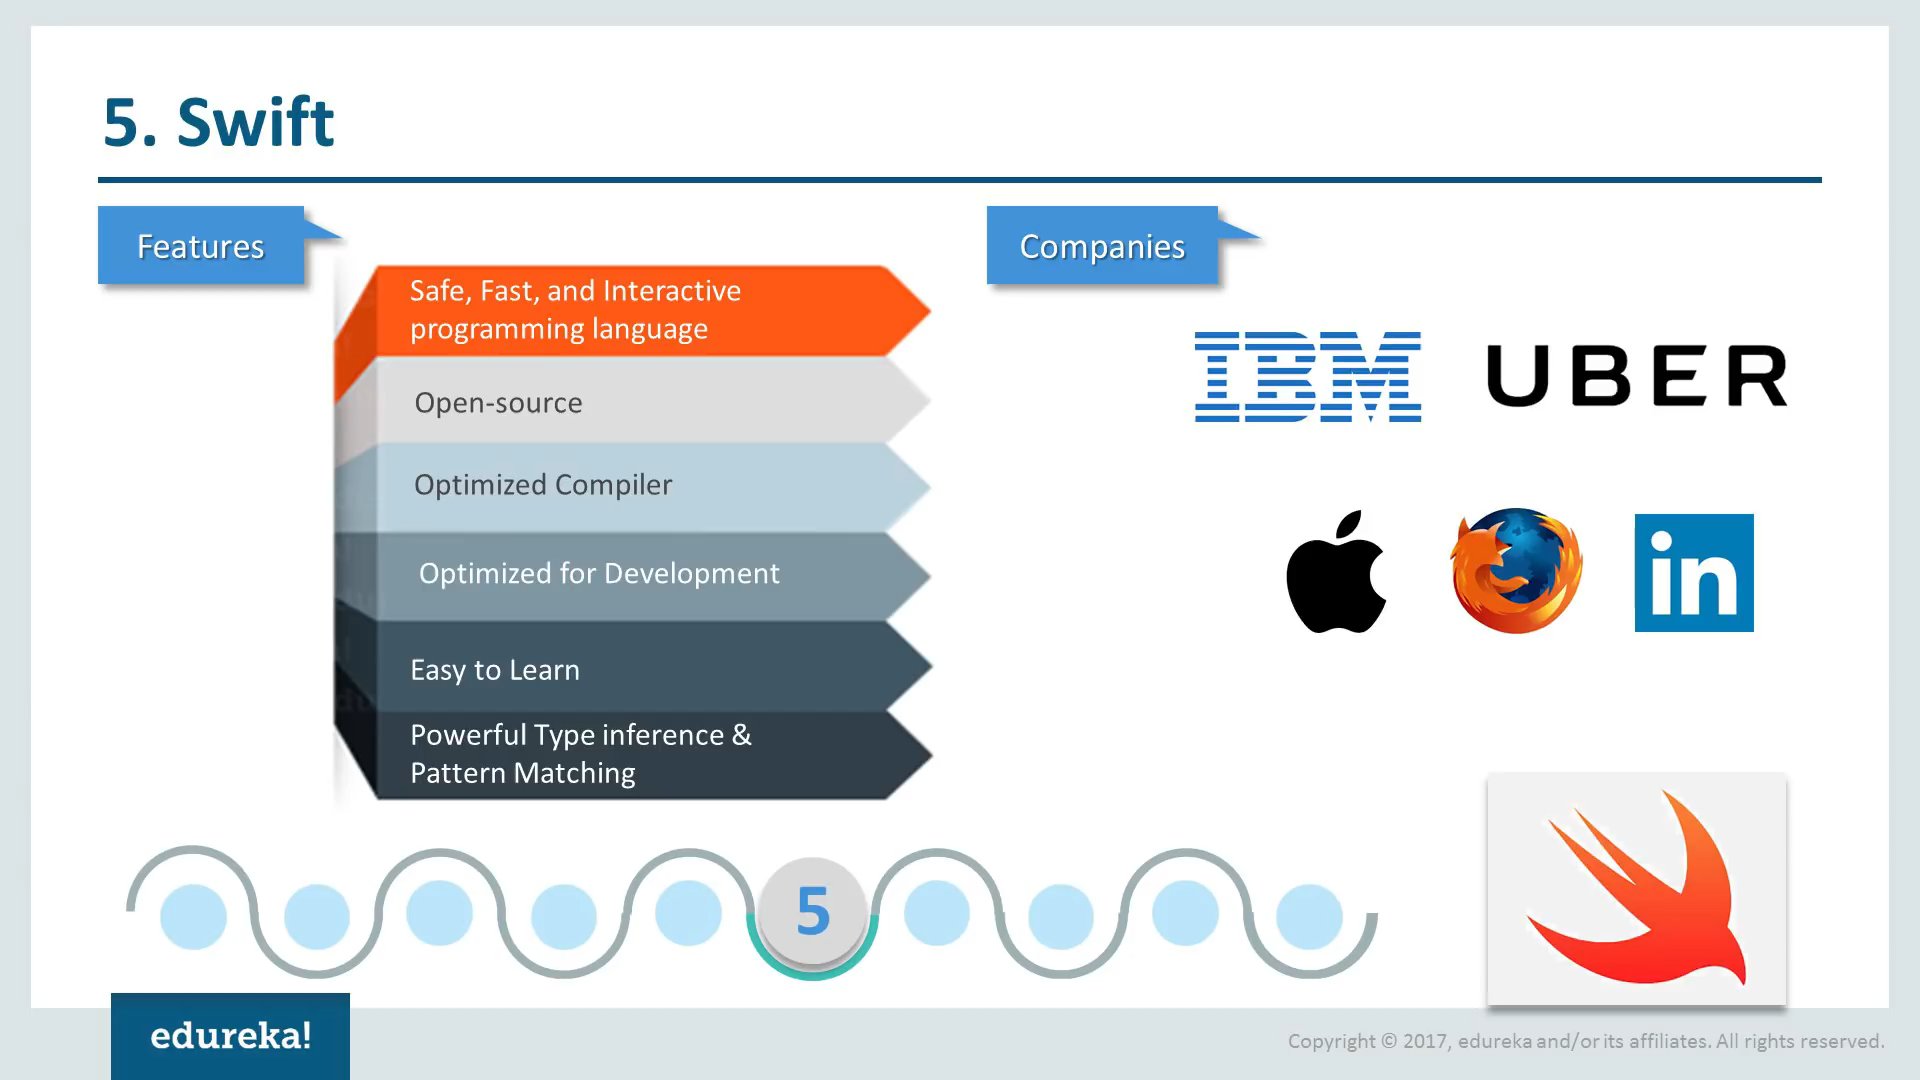 5. Swift
Features
Safe, Fast, and Interactive
programming language
Open-source
Optimized Compiler
Optimized for Development
Easy to Learn
Powerful Type inference &
Pattern Matching
Companies
IBM
UBER
in
5
edureka!
Copyright © 2017, edureka and/or its affiliates. All rights reserved.